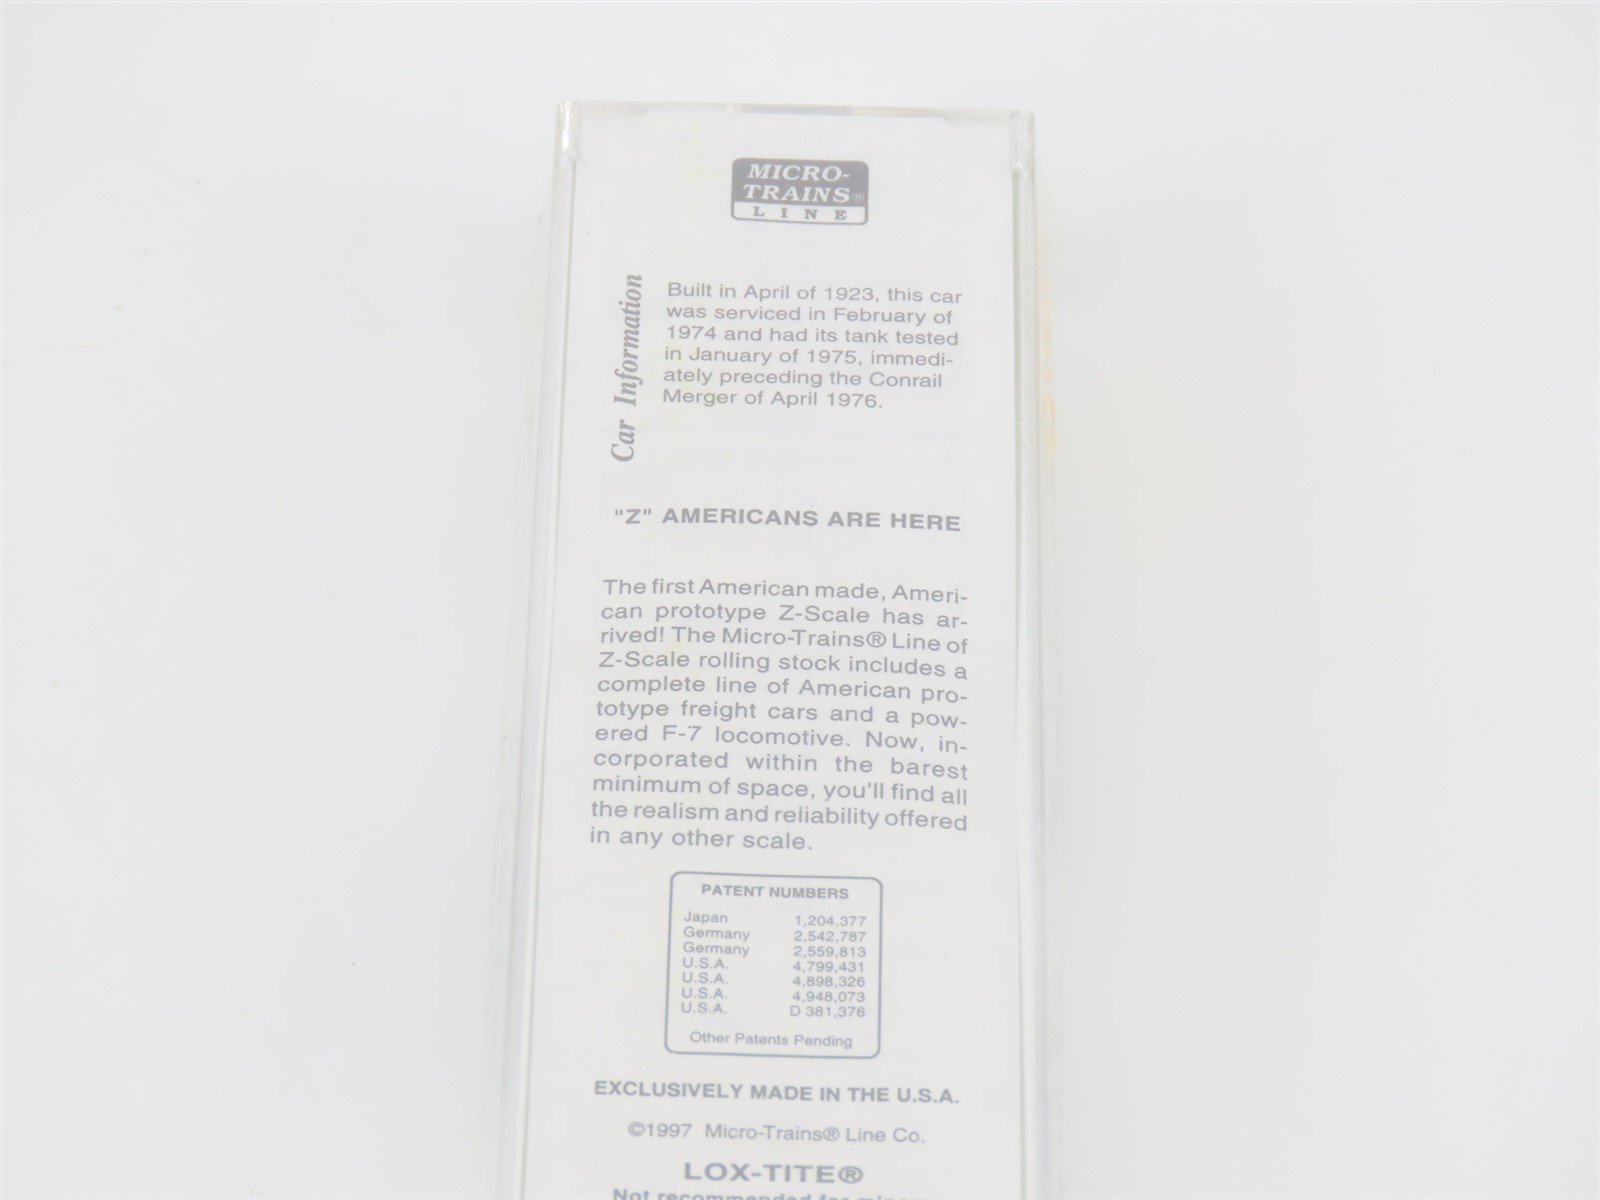 MICRO-
TRAINS®
LINE
Car Information
Built in April of 1923, this car
was serviced in February of
1974 and had its tank tested
in January of 1975, immedi-
ately preceding the Conrail
Merger of April 1976.
"Z" AMERICANS ARE HERE
The first American made, Ameri-
can prototype Z-Scale has ar-
rived! The Micro-Trains® Line of
Z-Scale rolling stock includes a
complete line of American pro-
totype freight cars and a pow-
ered F-7 locomotive. Now, in-
corporated within the barest
minimum of space, you'll find all
the realism and reliability offered
in any other scale.
PATENT NUMBERS
Japan 1,204,377
Germany 2,542,787
Germany 2,559,813
U.S.A. 4,799,431
U.S.A. 4,898,326
U.S.A. 4,948,073
U.S.A. D 381,376
Other Patents Pending
EXCLUSIVELY MADE IN THE U.S.A.
©1997 Micro-Trains® Line Co.
LOX-TITE®
Not recommended for minors